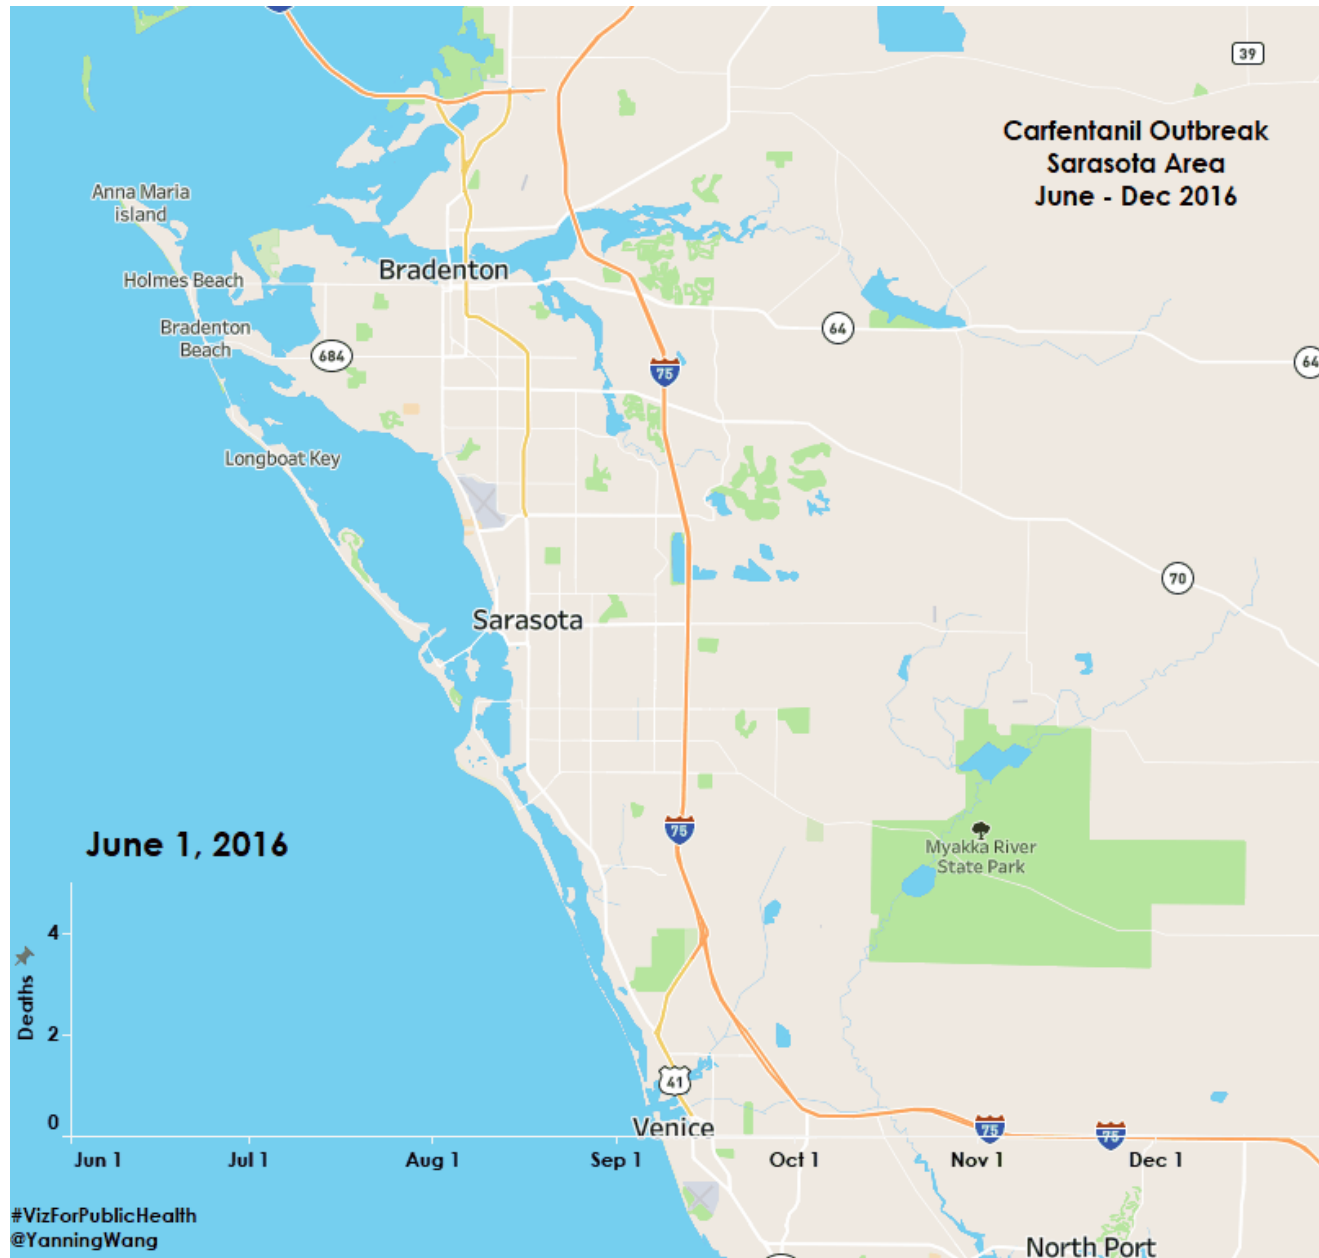 39
Carfentanil Outbreak
Sarasota Area
June - Dec 2016
Anna Maria
island
Bradenton
Holmes Beach
Bradenton
Beach
64
684
64
75
Longboat Key
70
Sarasota
75
June 1, 2016
Myakka River
State Park
4
Deaths
2
41
0
Venice
75
75
Jun 1
Jul 1
Aug 1
Sep 1
Oct 1
Nov 1
Dec 1
#VizForPublicHealth
@YanningWang
North Port